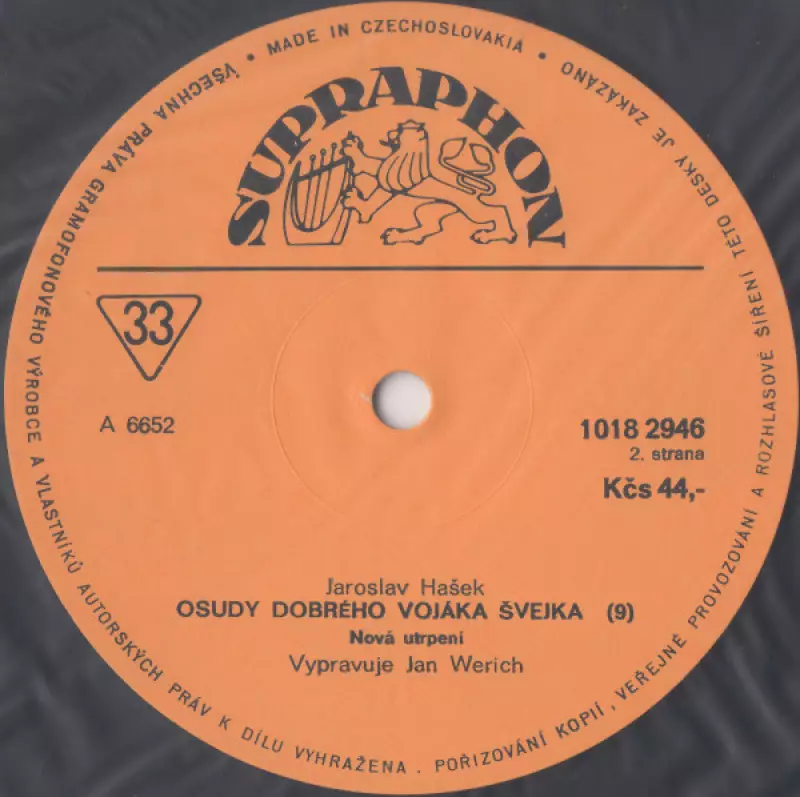 • MADE IN CZECHOSLOVAKIA •
SUPRAPHON
33
A 6652
1018 2946
2. strana
Kčs 44,-
Jaroslav Hašek
OSUDY DOBRÉHO VOJÁKA ŠVEJKA (9)
Nová utrpení
Vypravuje Jan Werich
VŠECHNA PRÁVA GRAMOFONOVÉHO VÝROBCE A VLASTNÍKŮ AUTORSKÝCH PRÁV K DÍLU VYHRAŽENA . POŘIZOVÁNÍ KOPIÍ , VEŘEJNÉ PROVOZOVÁNÍ A ROZHLASOVÉ ŠÍŘENÍ TÉTO DESKY JE ZAKÁZÁNO